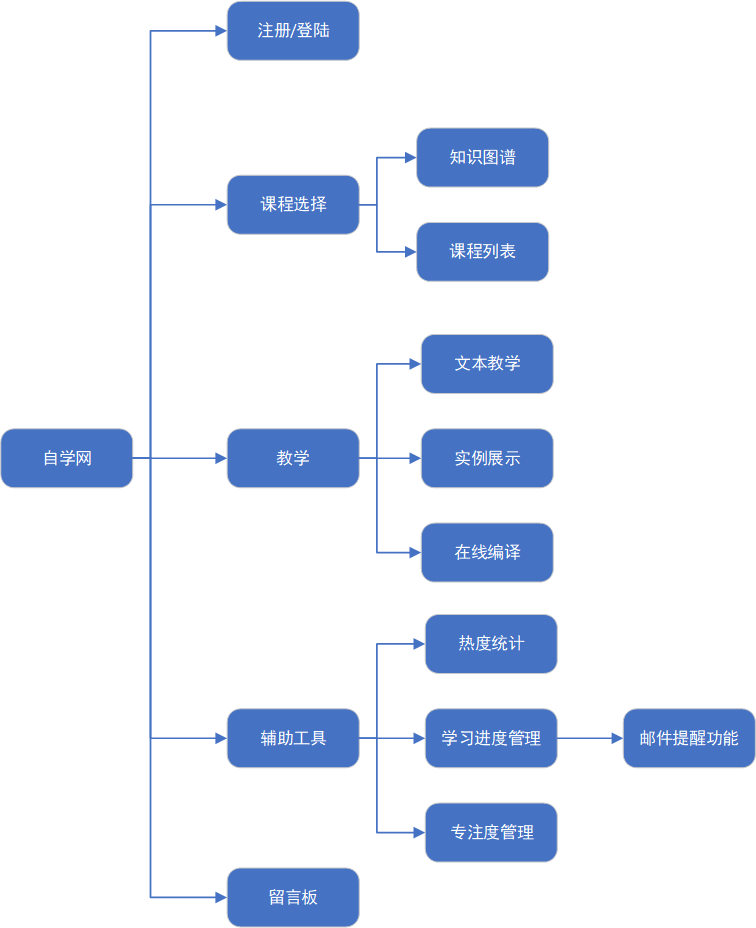 注册/登陆
知识图谱
课程选择
课程列表
文本教学
自学网
教学
实例展示
在线编译
热度统计
辅助工具
学习进度管理
邮件提醒功能
专注度管理
留言板